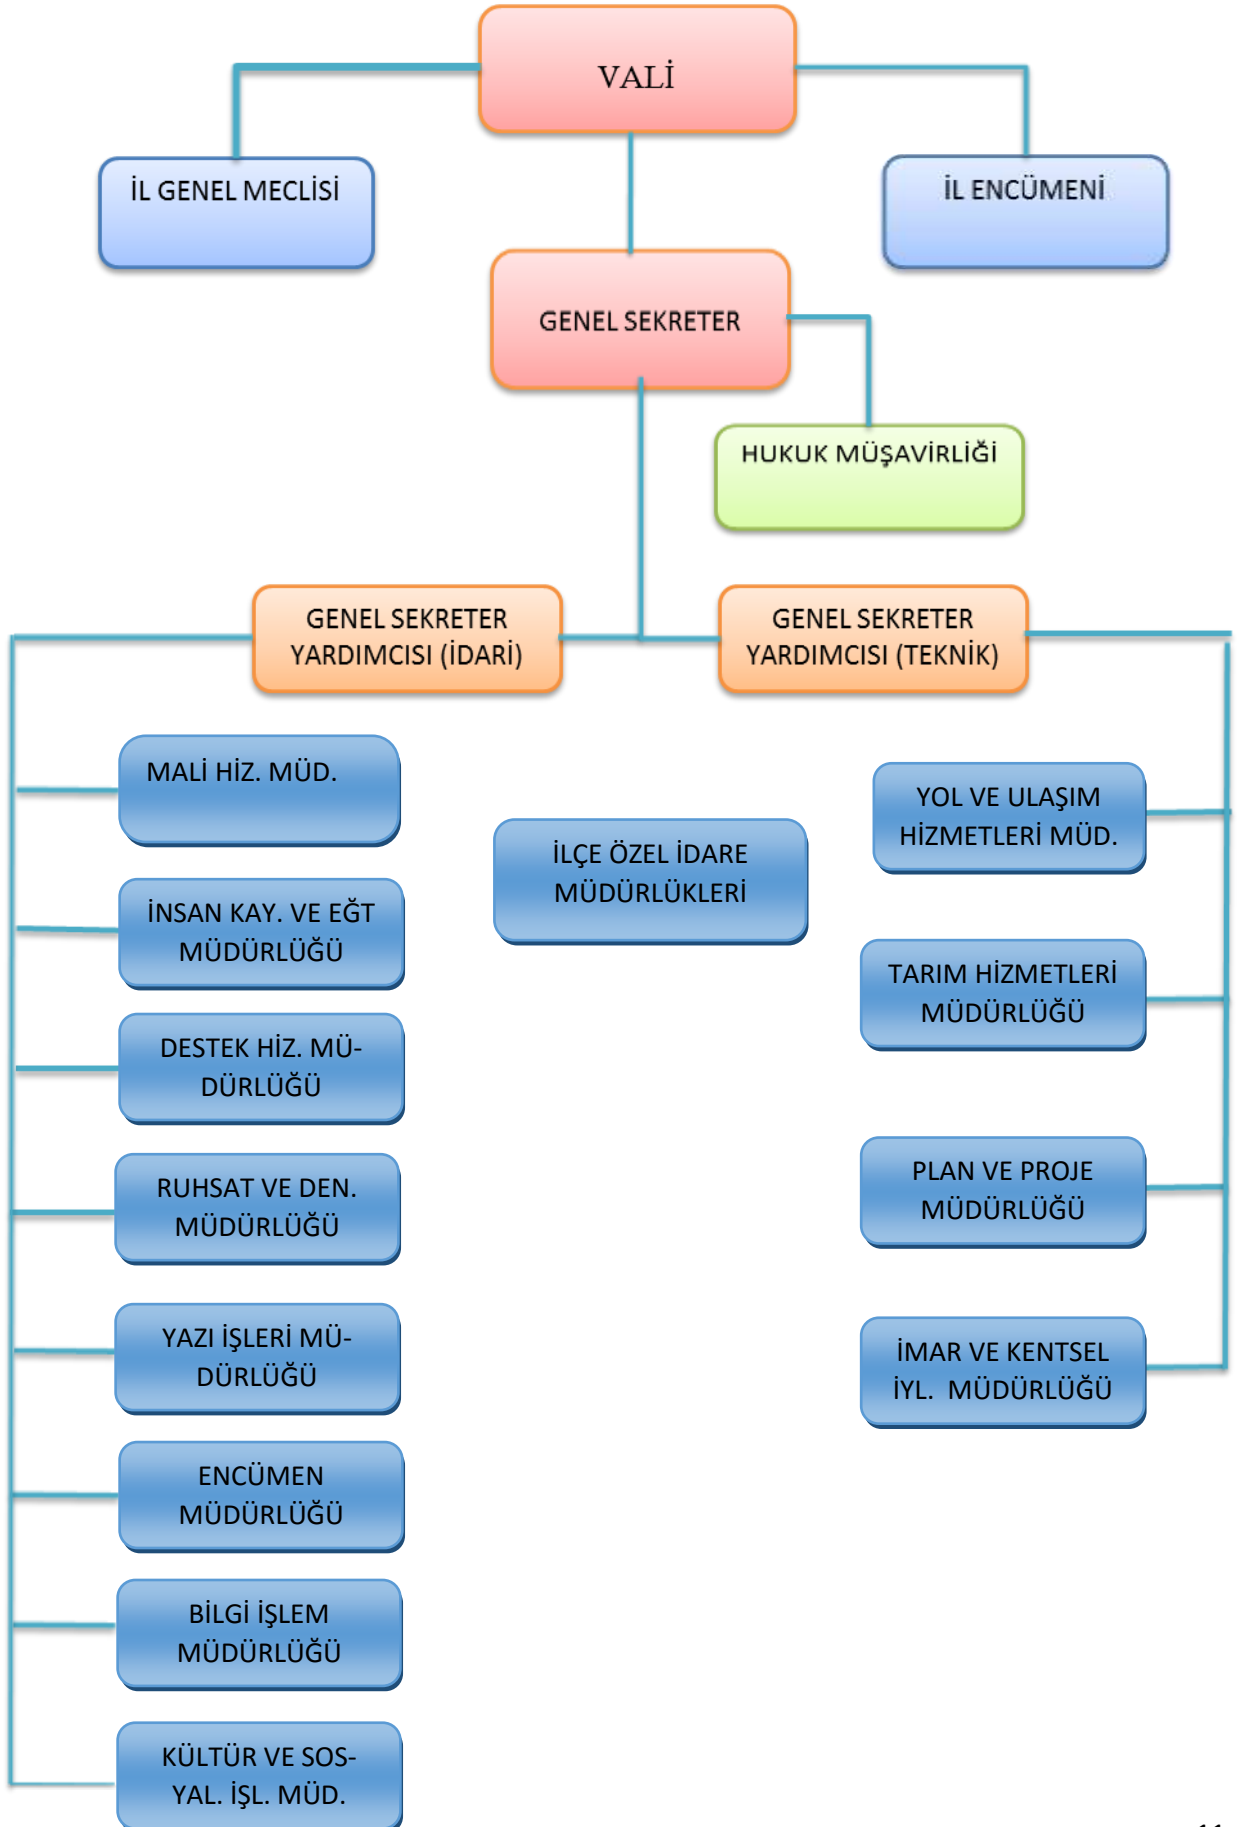 VALİ
İL GENEL MECLİSİ
İL ENCÜMENİ
GENEL SEKRETER
HUKUK MÜŞAVİRLİĞİ
GENEL SEKRETER
YARDIMCISI (İDARİ)
GENEL SEKRETER
YARDIMCISI (TEKNİK)
MALİ HİZ. MÜD.
İNSAN KAY. VE EĞT
MÜDÜRLÜĞÜ
DESTEK HİZ. MÜ-
DÜRLÜĞÜ
RUHSAT VE DEN.
MÜDÜRLÜĞÜ
YAZI İŞLERİ MÜ-
DÜRLÜĞÜ
ENCÜMEN
MÜDÜRLÜĞÜ
BİLGİ İŞLEM
MÜDÜRLÜĞÜ
KÜLTÜR VE SOS-
YAL. İŞL. MÜD.
İLÇE ÖZEL İDARE
MÜDÜRLÜKLERİ
YOL VE ULAŞIM
HİZMETLERİ MÜD.
TARIM HİZMETLERİ
MÜDÜRLÜĞÜ
PLAN VE PROJE
MÜDÜRLÜĞÜ
İMAR VE KENTSEL
İYL.  MÜDÜRLÜĞÜ